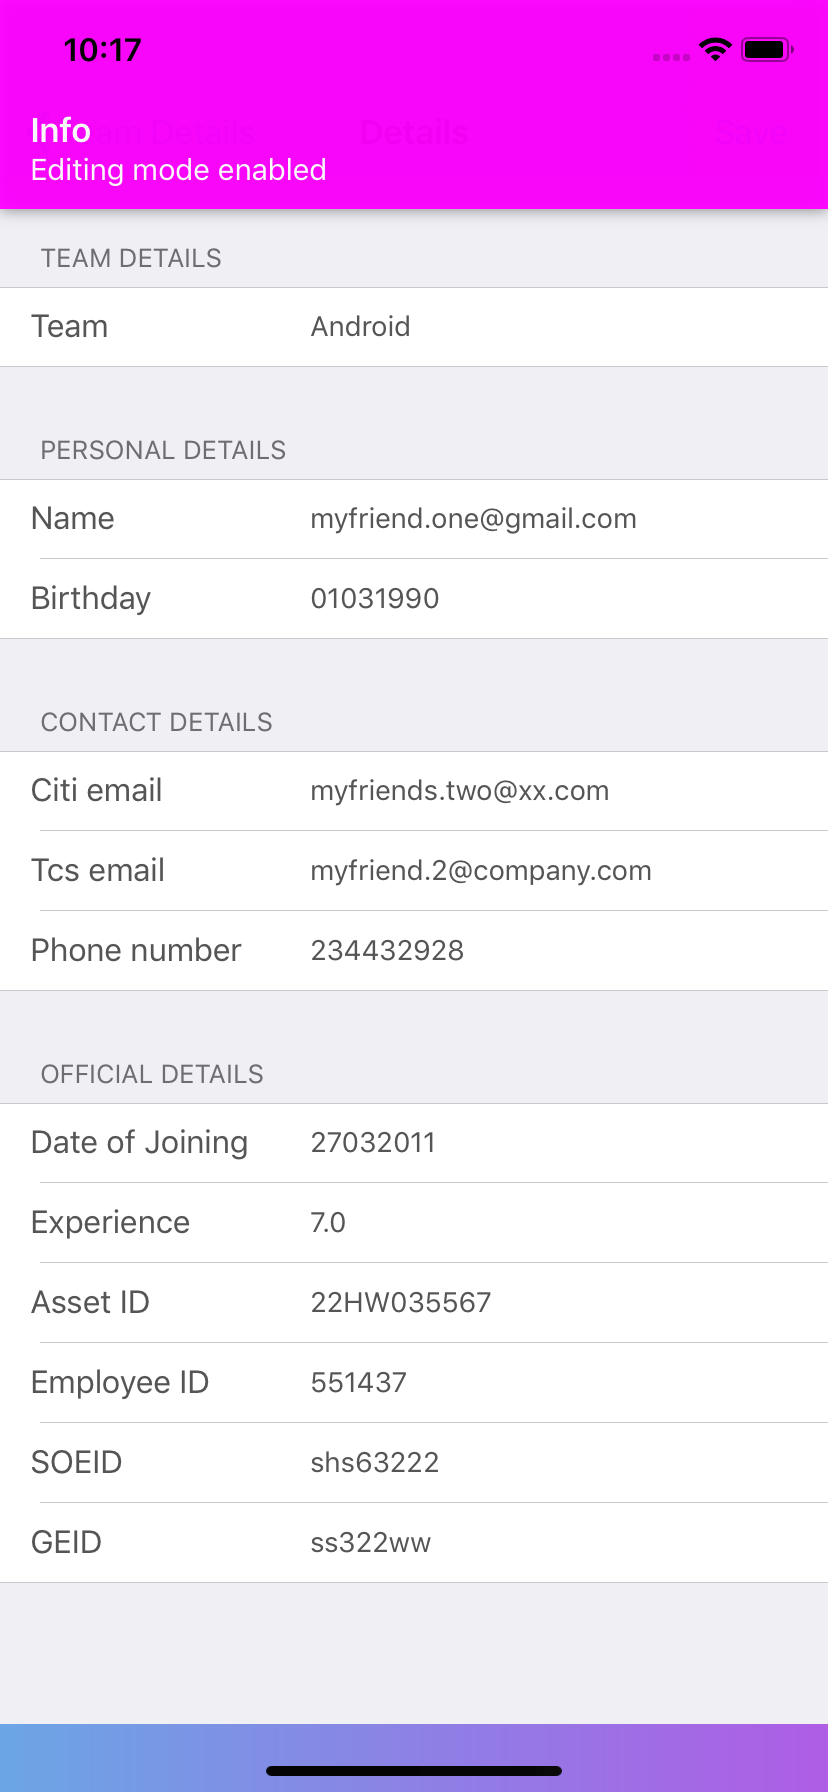 10:17
Info
Details
Save
Editing mode enabled
TEAM DETAILS
Team Android
PERSONAL DETAILS
Name myfriend.one@gmail.com
Birthday 01031990
CONTACT DETAILS
Citi email myfriends.two@xx.com
Tcs email myfriend.2@company.com
Phone number 234432928
OFFICIAL DETAILS
Date of Joining 27032011
Experience 7.0
Asset ID 22HW035567
Employee ID 551437
SOEID shs63222
GEID ss322ww